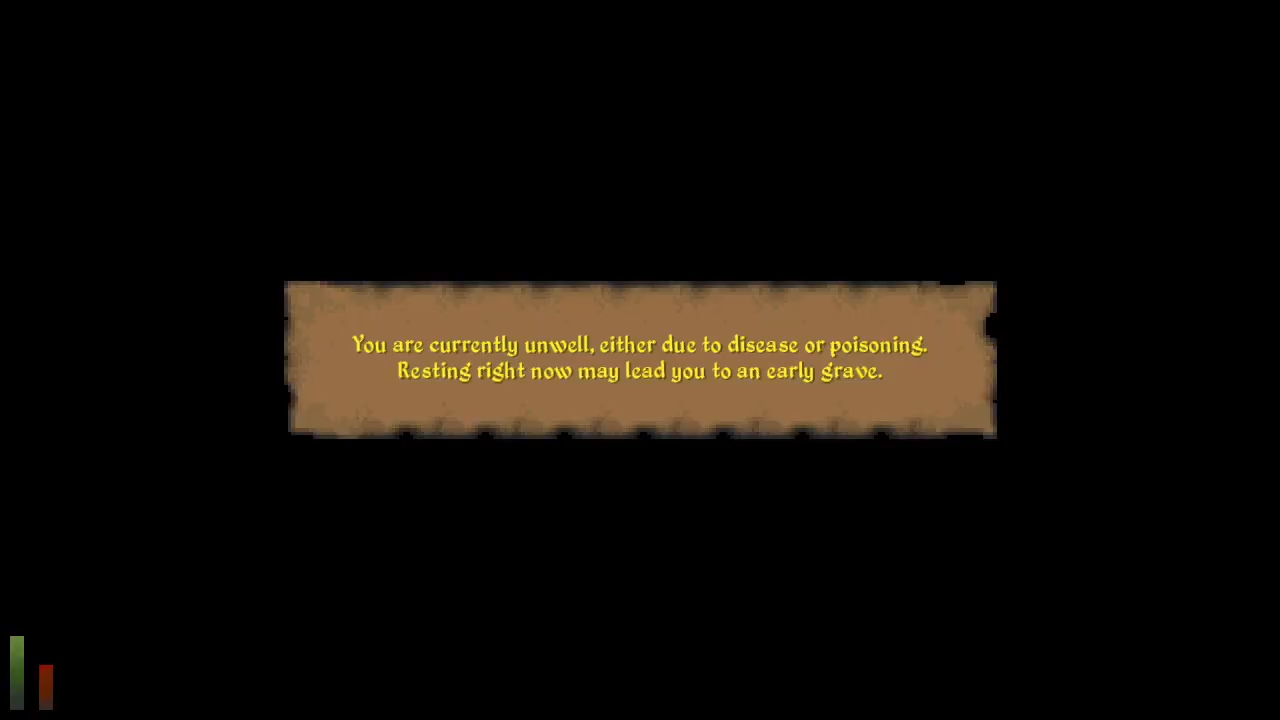 You are currently unwell, either due to disease or poisoning.
Resting right now may lead you to an early grave.